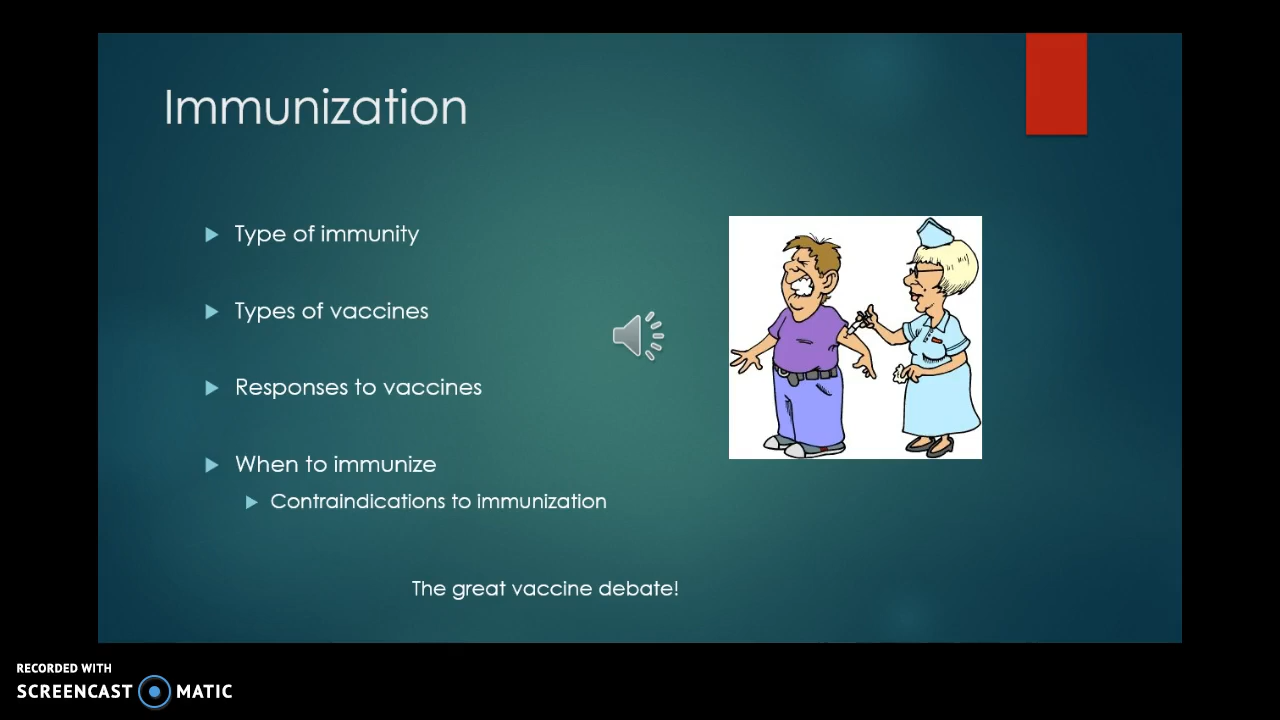 Immunization
Type of immunity
Types of vaccines
Responses to vaccines
When to immunize
Contraindications to immunization
The great vaccine debate!
RECORDED WITH
SCREENCAST MATIC